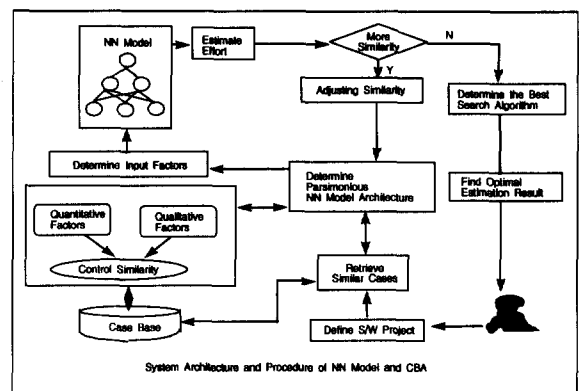 NN Model
Estimate
Effort
More
Similarity
N
Y
Adjusting Similarity
Determine the Best
Search Algorithm
Determine Input Factors
Determine
Parsimonious
NN Model Architecture
Find Optimal
Estimation Result
Quantitative
Factors
Qualitative
Factors
Control Similarity
Retrieve
Similar Cases
Case Base
Define S/W Project
System Architecture and Procedure of NN Model and CBA